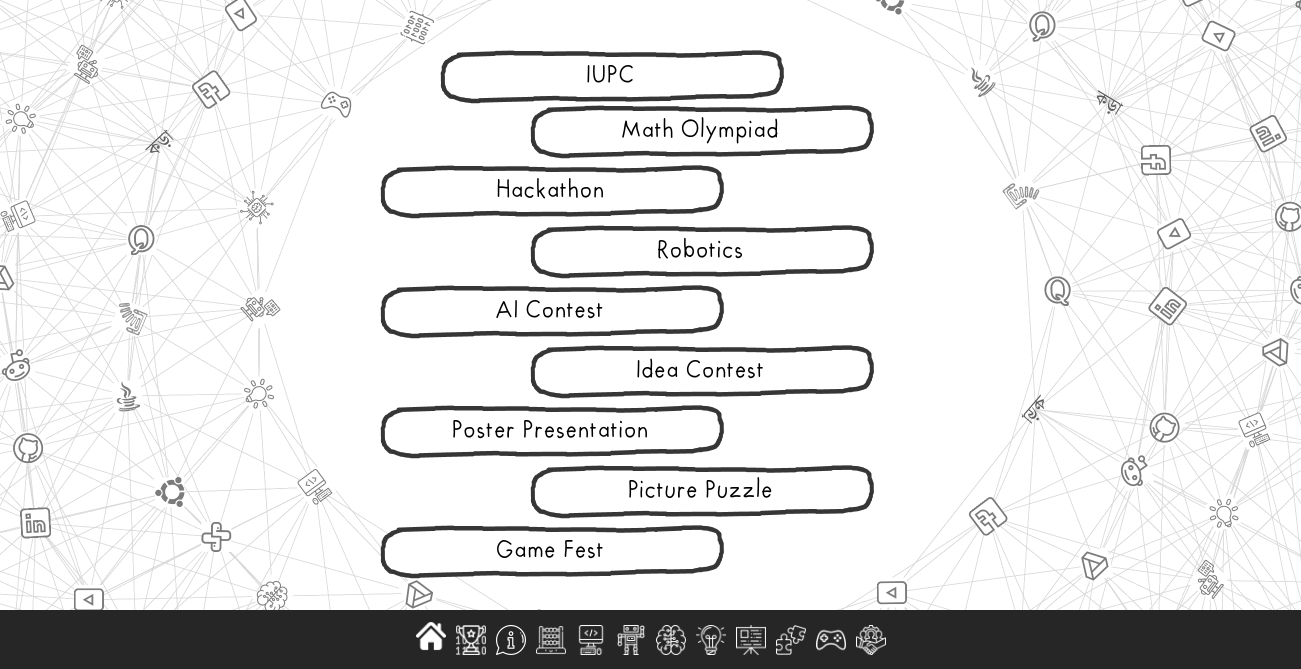 IUPC
Math Olympiad
Hackathon
Robotics
AI Contest
Idea Contest
Poster Presentation
Picture Puzzle
Game Fest